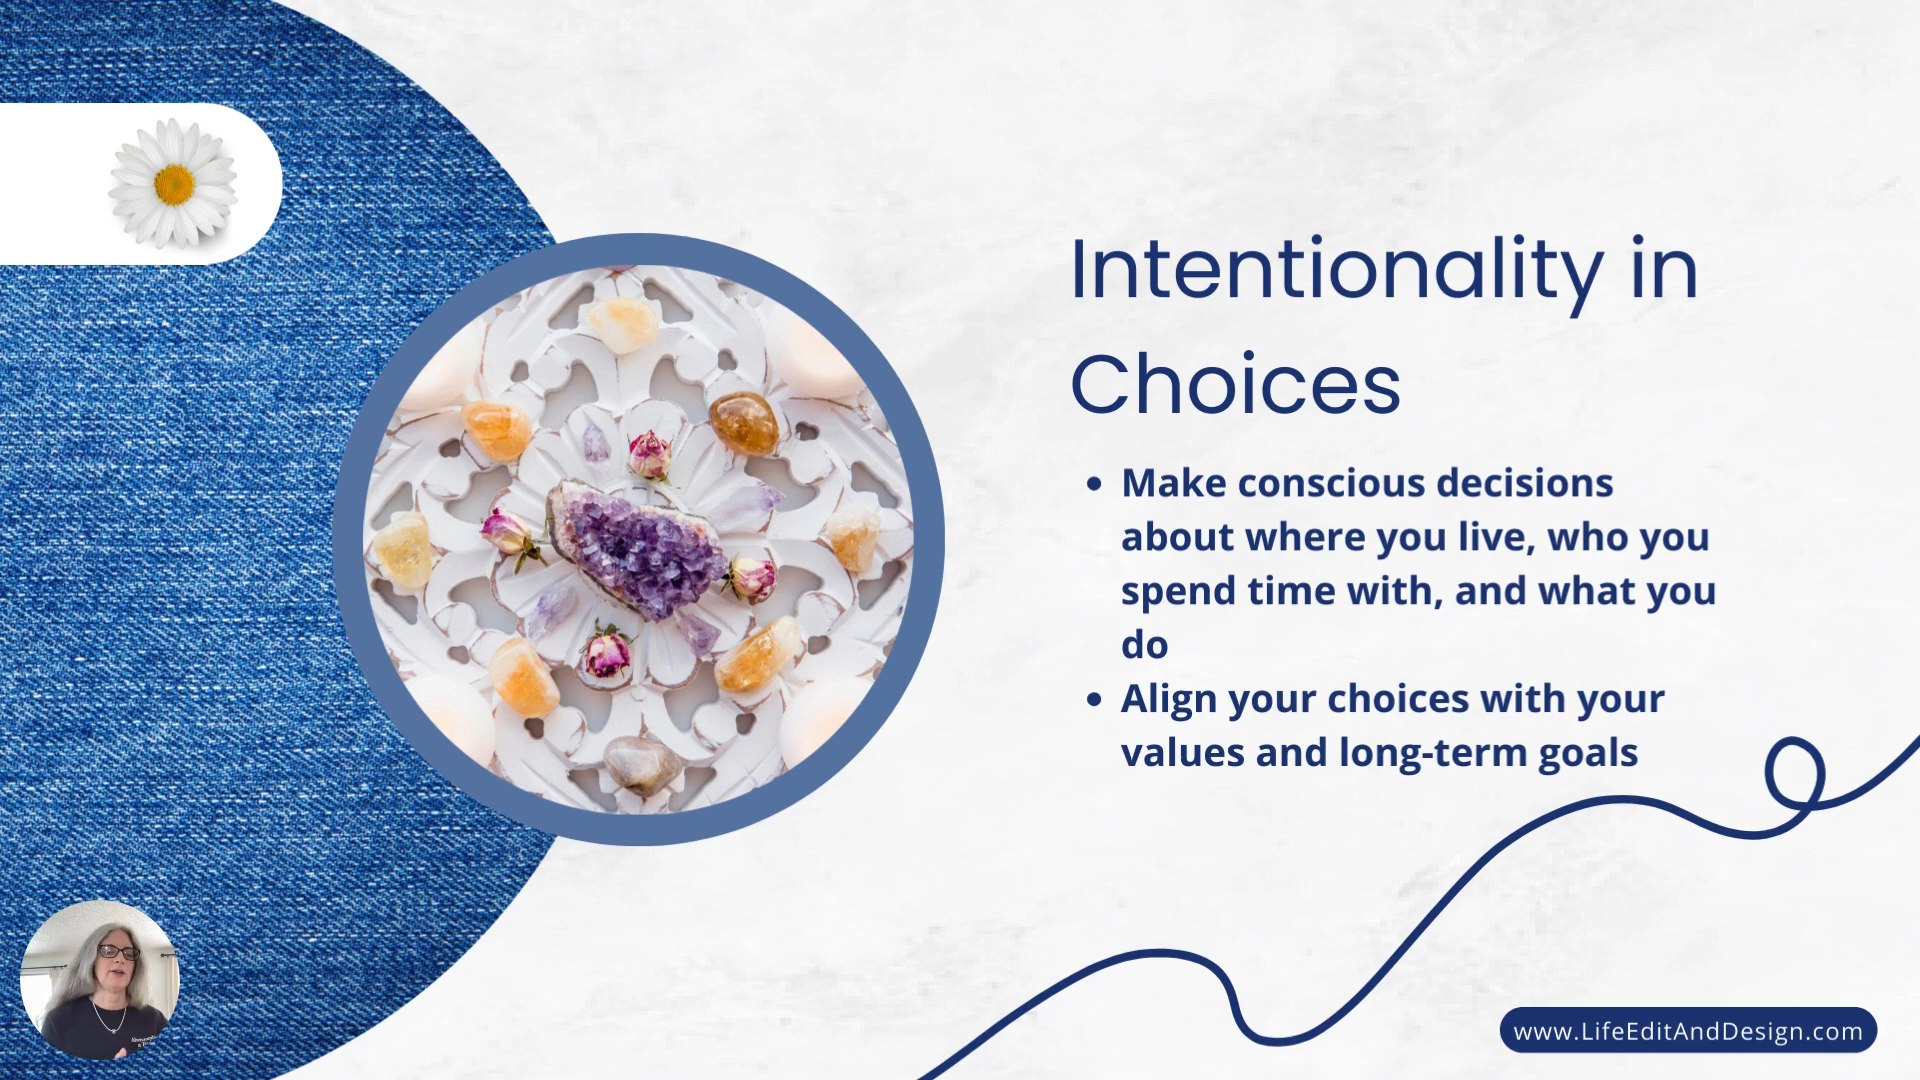 Intentionality in
Choices
• Make conscious decisions
about where you live, who you
spend time with, and what you
do
• Align your choices with your
values and long-term goals
www.LifeEditAndDesign.com